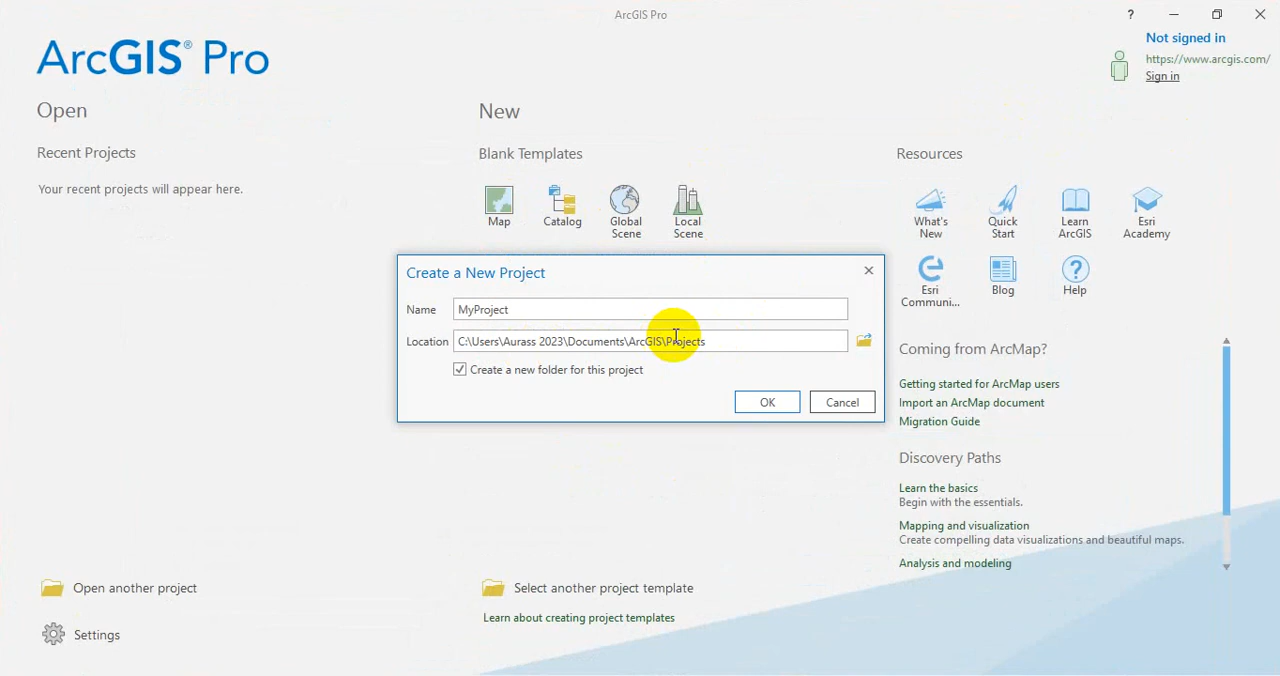 ArcGIS Pro
?
ArcGIS® Pro
Not signed in
https://www.arcgis.com/
Sign in
Open
Recent Projects
Your recent projects will appear here.
New
Blank Templates
Map
Catalog
Global
Scene
Local
Scene
Resources
What's
New
Quick
Start
Learn
ArcGIS
Esri
Academy
Esri
Communi...
Blog
?
Help
Create a New Project
Name
MyProject
Location
C:\Users\Aurass 2023\Documents\ArcGIS\Projects
Create a new folder for this project
OK
Cancel
Coming from ArcMap?
Getting started for ArcMap users
Import an ArcMap document
Migration Guide
Discovery Paths
Learn the basics
Begin with the essentials.
Mapping and visualization
Create compelling data visualizations and beautiful maps.
Analysis and modeling
Open another project
Settings
Select another project template
Learn about creating project templates